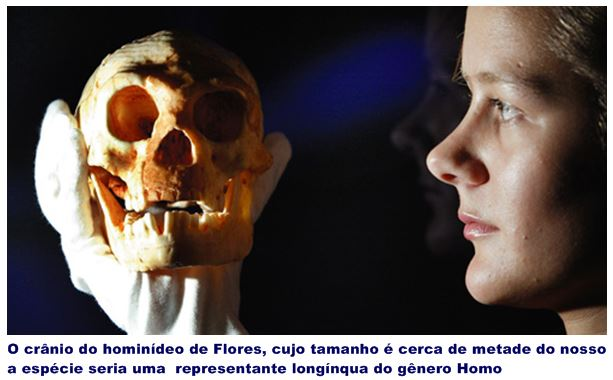 O crânio do hominídeo de Flores, cujo tamanho é cerca de metade do nosso
a espécie seria uma representante longínqua do gênero Homo